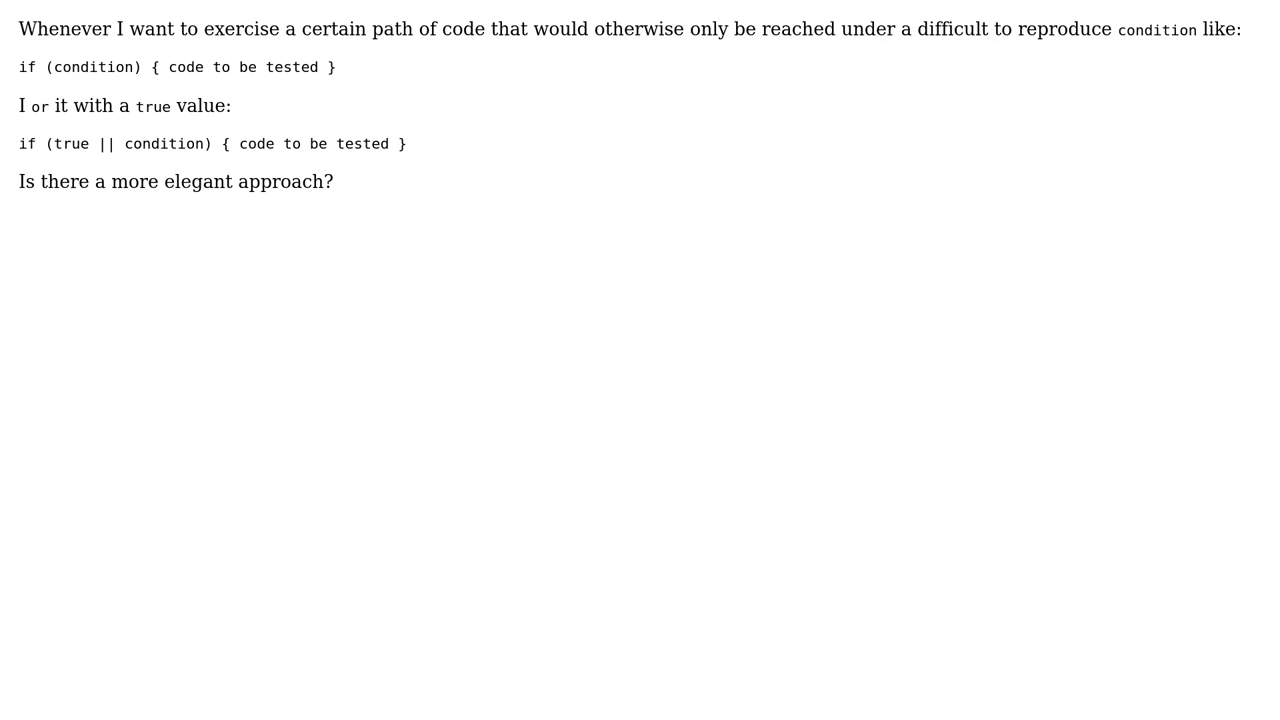 Whenever I want to exercise a certain path of code that would otherwise only be reached under a difficult to reproduce condition like:
if (condition) { code to be tested }
I or it with a true value:
if (true || condition) { code to be tested }
Is there a more elegant approach?